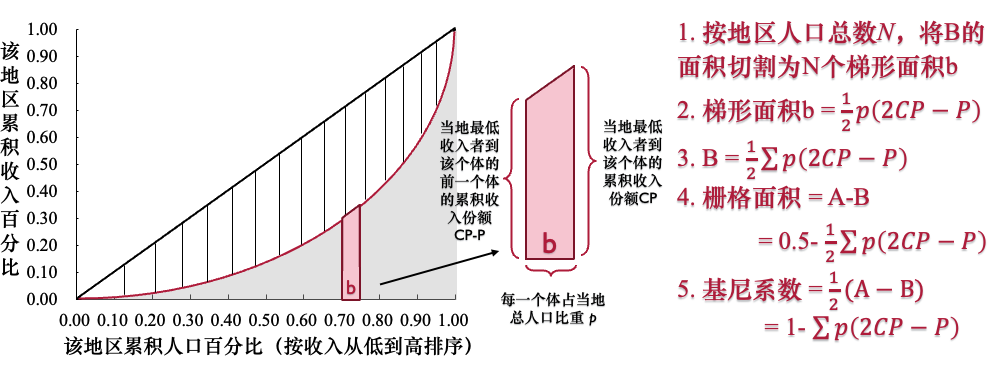 该地区累积收入百分比
1.00
0.90
0.80
0.70
0.60
0.50
0.40
0.30
0.20
0.10
0.00
0.00 0.10 0.20 0.30 0.40 0.50 0.60 0.70 0.80 0.90 1.00
该地区累积人口百分比（按收入从低到高排序）
b
当地最低
收入者到
该个体的
前一个体
的累积收
入份额
CP-P
b
当地最低
收入者到
该个体的
累积收入
份额CP
每一个体占当地
总人口比重 p
1. 按地区人口总数N，将B的
面积切割为N个梯形面积b
2. 梯形面积b = 1/2 p(2CP − P)
3. B = 1/2 ∑ p(2CP − P)
4. 栅格面积 = A-B
= 0.5- 1/2 ∑ p(2CP − P)
5. 基尼系数 = 1/2 (A − B)
= 1- ∑ p(2CP − P)